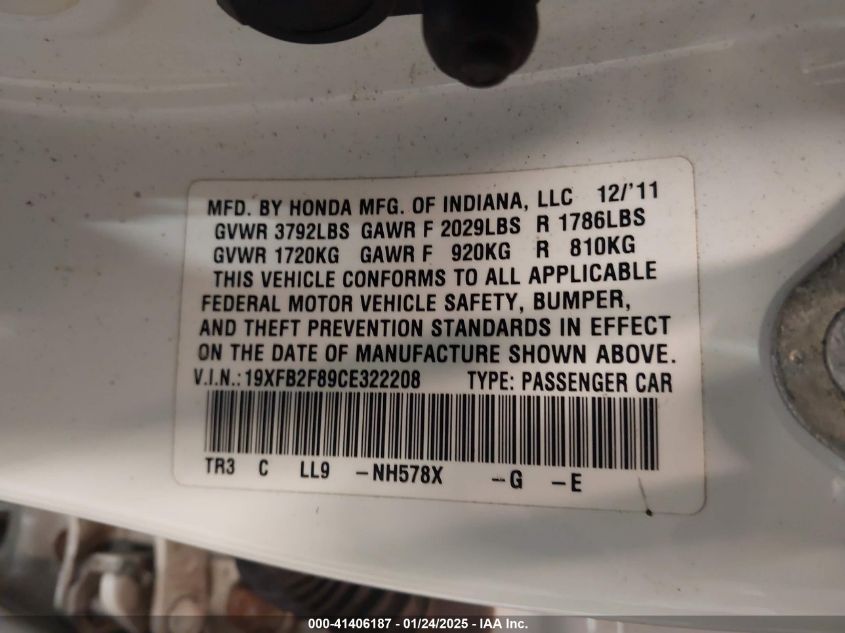 MFD. BY HONDA MFG. OF INDIANA, LLC 12/'11
GVWR 3792LBS GAWR F 2029LBS R 1786LBS
GVWR 1720KG GAWR F 920KG R 810KG
THIS VEHICLE CONFORMS TO ALL APPLICABLE
FEDERAL MOTOR VEHICLE SAFETY, BUMPER,
AND THEFT PREVENTION STANDARDS IN EFFECT
ON THE DATE OF MANUFACTURE SHOWN ABOVE.
V.I.N.:19XFB2F89CE322208 TYPE: PASSENGER CAR
TR3 C LL9 -NH578X -G -E
000-41406187 - 01/24/2025 - IAA Inc.